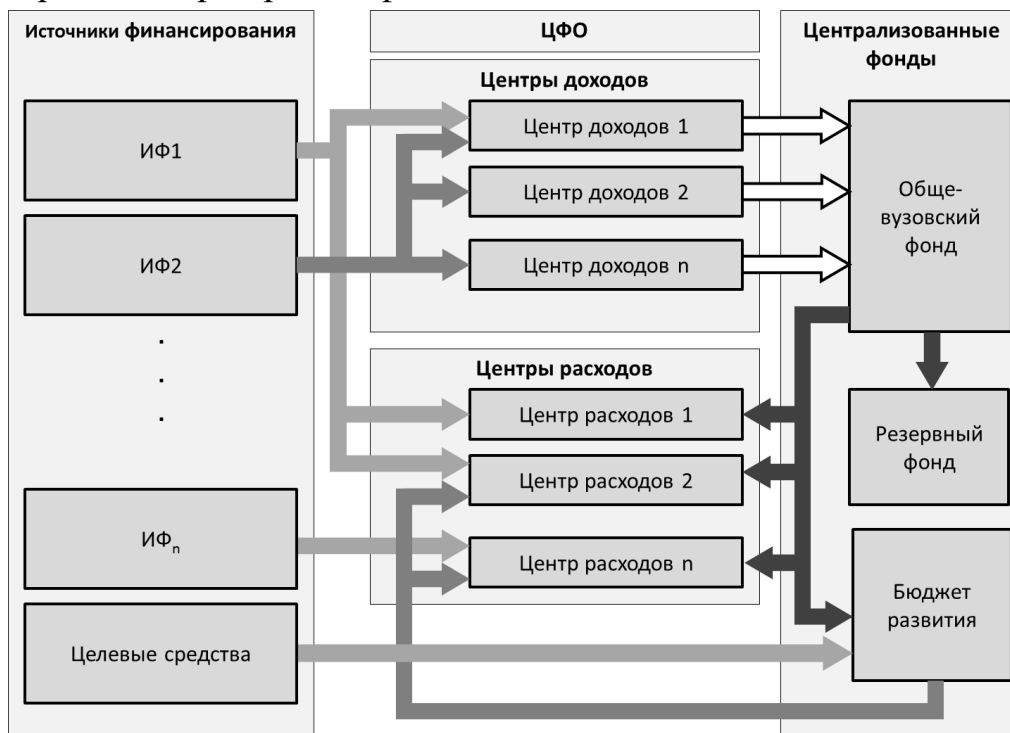 Источники финансирования
ИФ1
ИФ2
.
.
.
ИФn
Целевые средства
ЦФО
Центры доходов
Центр доходов 1
Центр доходов 2
Центр доходов n
Центры расходов
Центр расходов 1
Центр расходов 2
Центр расходов n
Централизованные
фонды
Обще-
вузовский
фонд
Резервный
фонд
Бюджет
развития